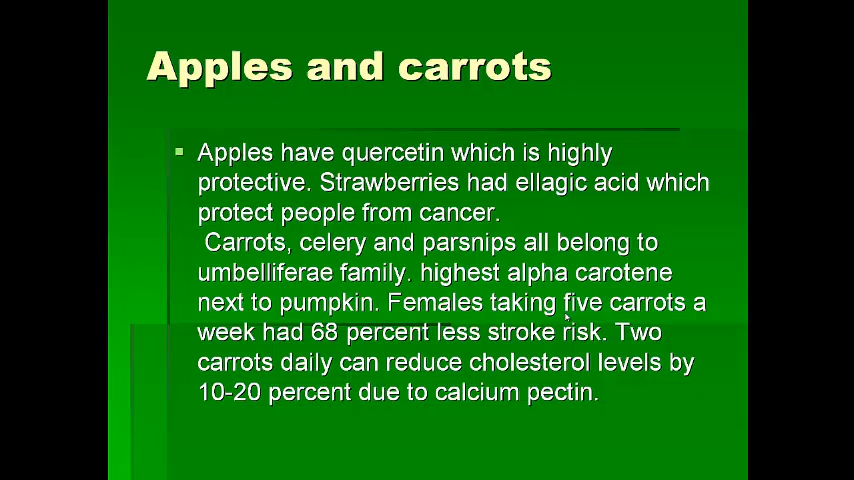 Apples and carrots
Apples have quercetin which is highly
protective. Strawberries had ellagic acid which
protect people from cancer.
Carrots, celery and parsnips all belong to
umbelliferae family. highest alpha carotene
next to pumpkin. Females taking five carrots a
week had 68 percent less stroke risk. Two
carrots daily can reduce cholesterol levels by
10-20 percent due to calcium pectin.